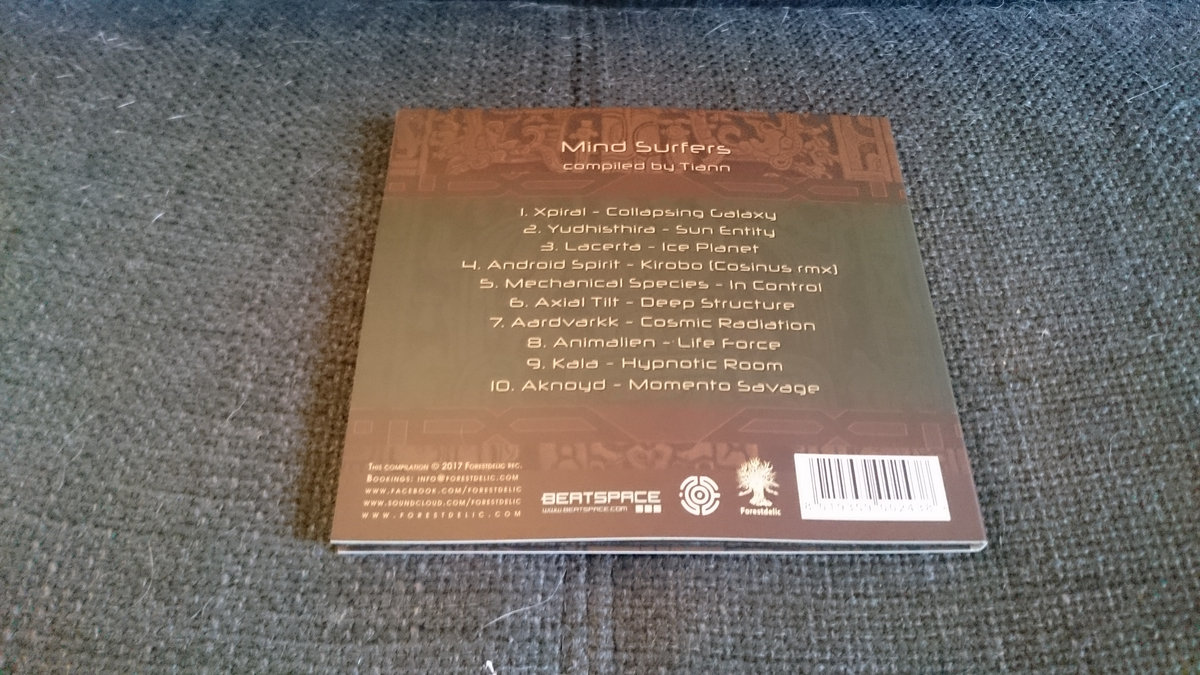 Mind Surfers
compiled by Tiann
1. Xpiral - Collapsing Galaxy
2. Yudhisthira - Sun Entity
3. Lacerta - Ice Planet
4. Android Spirit - Kirobo (Cosinus rmx)
5. Mechanical Species - In Control
6. Axial Tilt - Deep Structure
7. Aardvarkk - Cosmic Radiation
8. Animalien - Life Force
9. Kala - Hypnotic Room
10. Aknoyd - Momento Savage
This compilation © 2017 Forestdelic rec.
Bookings: info@forestdelic.com
www.facebook.com/forestdelic
www.soundcloud.com/forestdelic
www.forestdelic.com
BEATSPACE
www.beatspace.com
Forestdelic